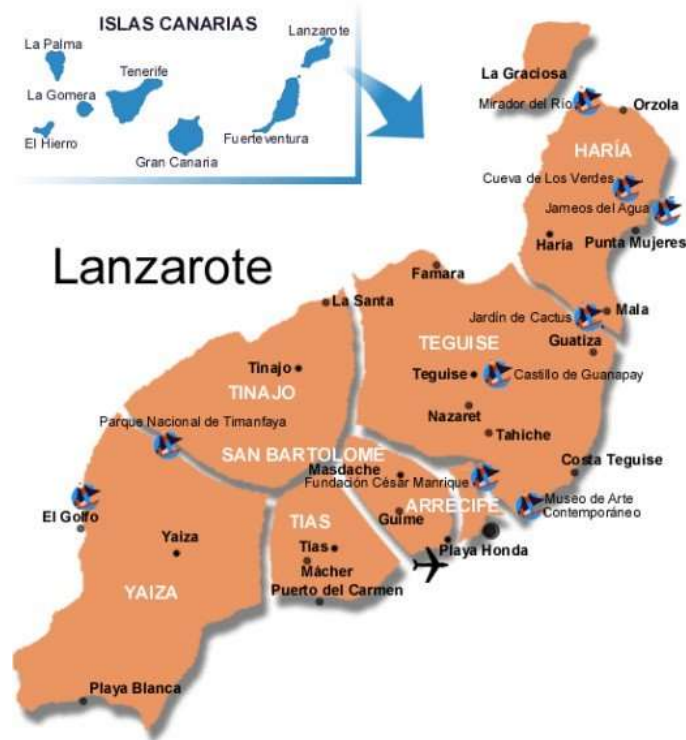 ISLAS CANARIAS
La Palma
Lanzarote
Tenerife
La Gomera
El Hierro
Fuerteventura
Gran Canaria
La Graciosa
Mirador del Río
Orzola
HARÍA
Cueva de Los Verdes
Jameos del Agua
Haría
Punta Mujeres
Lanzarote
Famara
La Santa
Mala
Jardín de Cactus
TEGUISE
Guatiza
Tinajo
Teguise
Castillo de Guanapay
TINAJO
Nazaret
Parque Nacional de Timanfaya
Tahiche
SAN BARTOLOMÉ
Costa Teguise
Masdache
Fundación César Manrique
ARRECIFE
Museo de Arte
Contemporáneo
El Golfo
TIAS
Guime
Yaiza
Tias
Playa Honda
Mácher
YAIZA
Puerto del Carmen
Playa Blanca